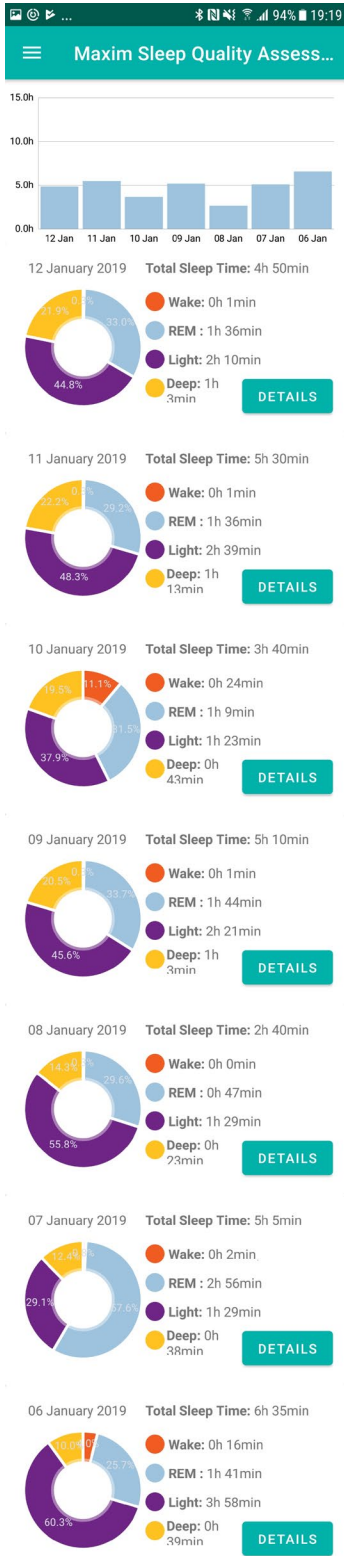 ... 94% 19:19
Maxim Sleep Quality Assess...
15.0h
10.0h
5.0h
0.0h
12 Jan 11 Jan 10 Jan 09 Jan 08 Jan 07 Jan 06 Jan
12 January 2019 Total Sleep Time: 4h 50min
21.9% 33.0% 44.8%
Wake: 0h 1min
REM : 1h 36min
Light: 2h 10min
Deep: 1h
3min
DETAILS
11 January 2019 Total Sleep Time: 5h 30min
22.2% 29.2% 48.3%
Wake: 0h 1min
REM : 1h 36min
Light: 2h 39min
Deep: 1h
13min
DETAILS
10 January 2019 Total Sleep Time: 3h 40min
19.5% 11.1% 31.5% 37.9%
Wake: 0h 24min
REM : 1h 9min
Light: 1h 23min
Deep: 0h
43min
DETAILS
09 January 2019 Total Sleep Time: 5h 10min
20.5% 33.7% 45.6%
Wake: 0h 1min
REM : 1h 44min
Light: 2h 21min
Deep: 1h
3min
DETAILS
08 January 2019 Total Sleep Time: 2h 40min
14.3% 29.6% 55.8%
Wake: 0h 0min
REM : 0h 47min
Light: 1h 29min
Deep: 0h
23min
DETAILS
07 January 2019 Total Sleep Time: 5h 5min
12.4% 57.6% 29.1%
Wake: 0h 2min
REM : 2h 56min
Light: 1h 29min
Deep: 0h
38min
DETAILS
06 January 2019 Total Sleep Time: 6h 35min
10.0% 25.7% 60.3%
Wake: 0h 16min
REM : 1h 41min
Light: 3h 58min
Deep: 0h
39min
DETAILS